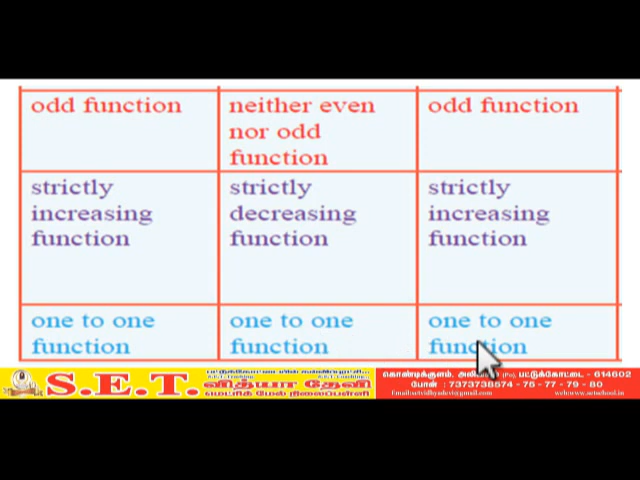 odd function
neither even
nor odd
function
odd function
strictly
increasing
function
strictly
decreasing
function
strictly
increasing
function
one to one
function
one to one
function
one to one
function
S.E.T.
வித்யா தேவி
மெட்ரிக் மேல் நிலைப்பள்ளி
பட்டுக்கோட்டை - 614602
போன் : 7373738574 - 75 - 77 - 79 - 80